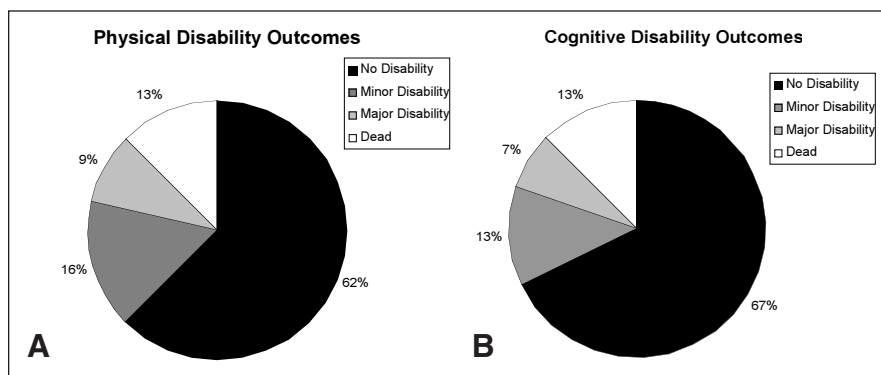 Physical Disability Outcomes
No Disability
Minor Disability
Major Disability
Dead
13%
9%
16%
62%
A
Cognitive Disability Outcomes
No Disability
Minor Disability
Major Disability
Dead
13%
7%
13%
67%
B